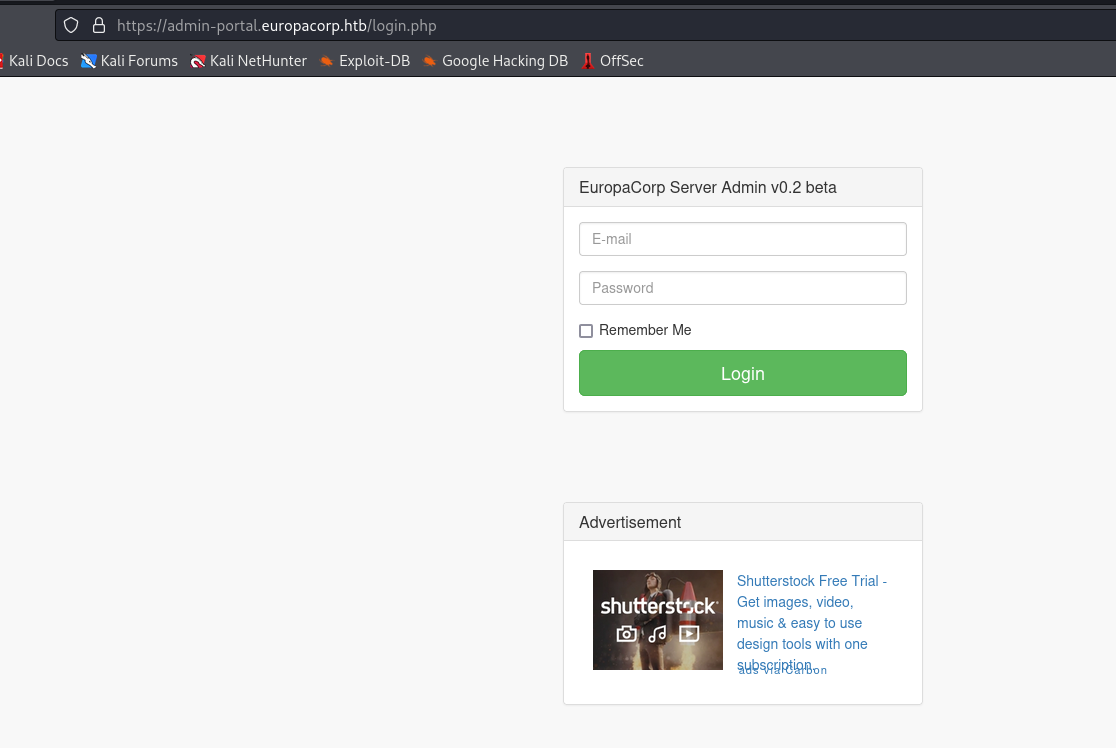 https://admin-portal.europacorp.htb/login.php
Kali Docs Kali Forums Kali NetHunter Exploit-DB Google Hacking DB OffSec
EuropaCorp Server Admin v0.2 beta
E-mail
Password
Remember Me
Login
Advertisement
shutterstock
Shutterstock Free Trial -
Get images, video,
music & easy to use
design tools with one
subscription.
ads via Carbon